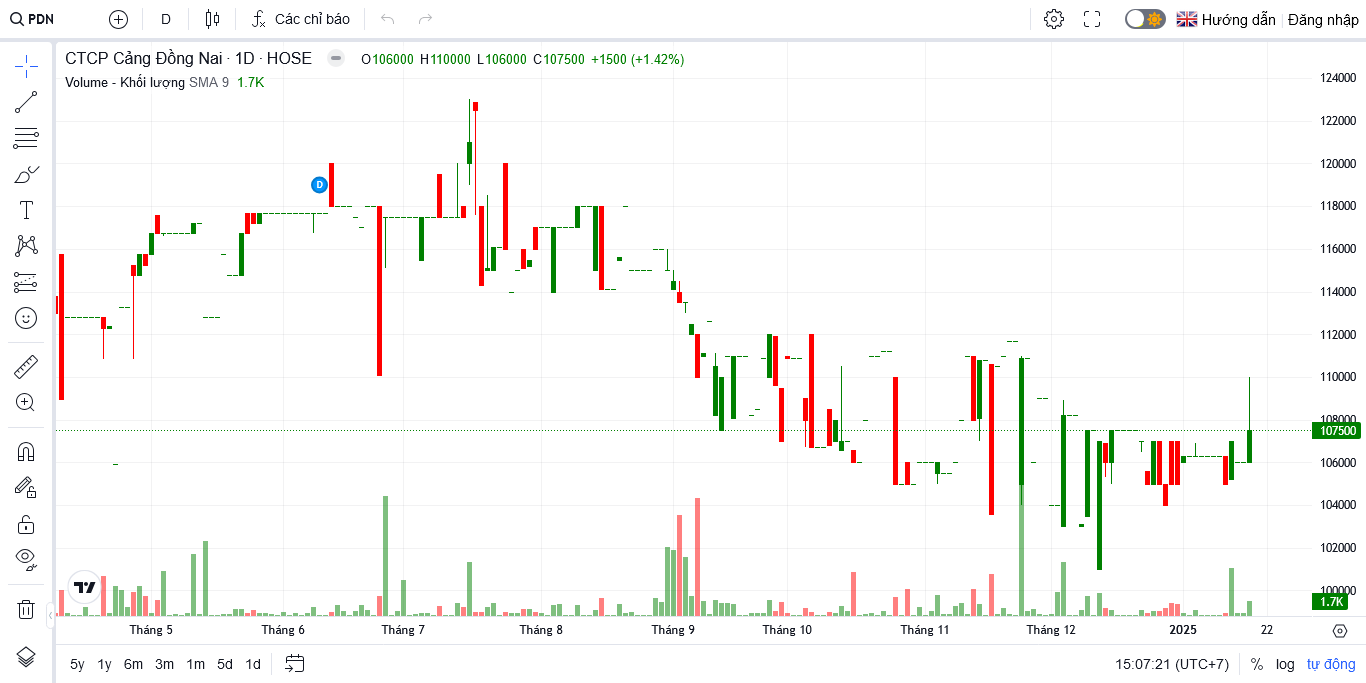 PDN D Các chỉ báo Hướng dẫn Đăng nhập
CTCP Cảng Đồng Nai · 1D · HOSE O106000 H110000 L106000 C107500 +1500 (+1.42%)
Volume - Khối lượng SMA 9 1.7K
124000
122000
120000
D
118000
116000
114000
112000
110000
108000
107500
106000
104000
102000
100000
1.7K
Tháng 5 Tháng 6 Tháng 7 Tháng 8 Tháng 9 Tháng 10 Tháng 11 Tháng 12 2025 22
5y 1y 6m 3m 1m 5d 1d 15:07:21 (UTC+7) % log tự động